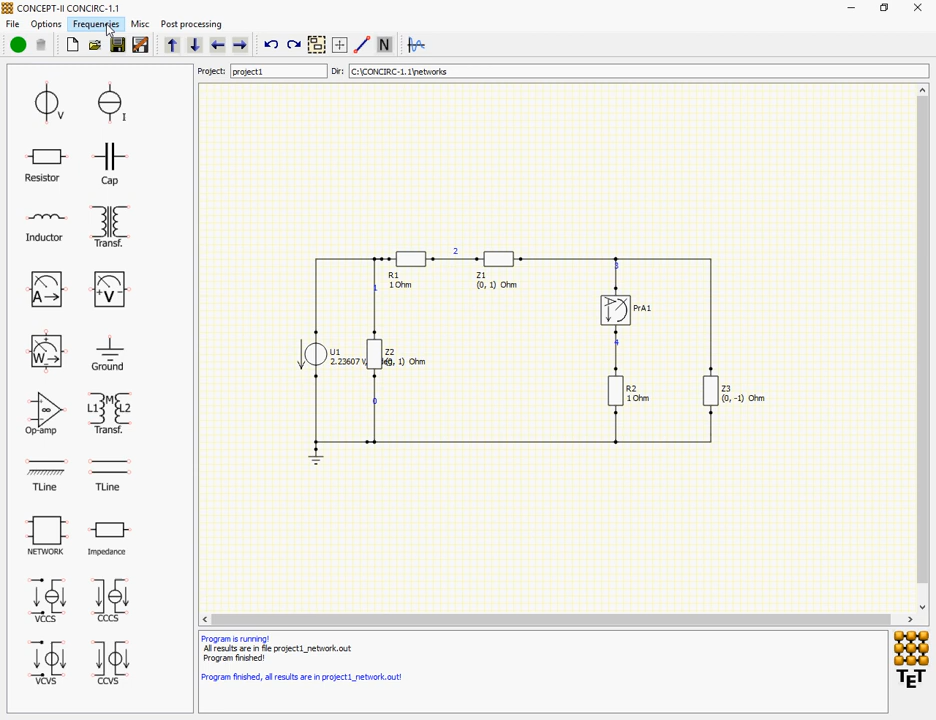 CONCEPT-II CONCIRC-1.1
File Options Frequencies Misc Post processing
N
Project: project1 Dir: C:\CONCIRC-1.1\networks
V I
Resistor Cap
Inductor Transf.
A V
W Ground
Op-amp L1 M L2 Transf.
TLine TLine
NETWORK Impedance
VCCS CCCS
VCVS CCVS
2
R1
1 Ohm
Z1
(0, 1) Ohm
3
1
A PrA1
4
U1
2.23607 V,
Z2
1) Ohm
R2
1 Ohm
Z3
(0, -1) Ohm
0
Program is running!
All results are in file project1_network.out
Program finished!
Program finished, all results are in project1_network.out!
TET